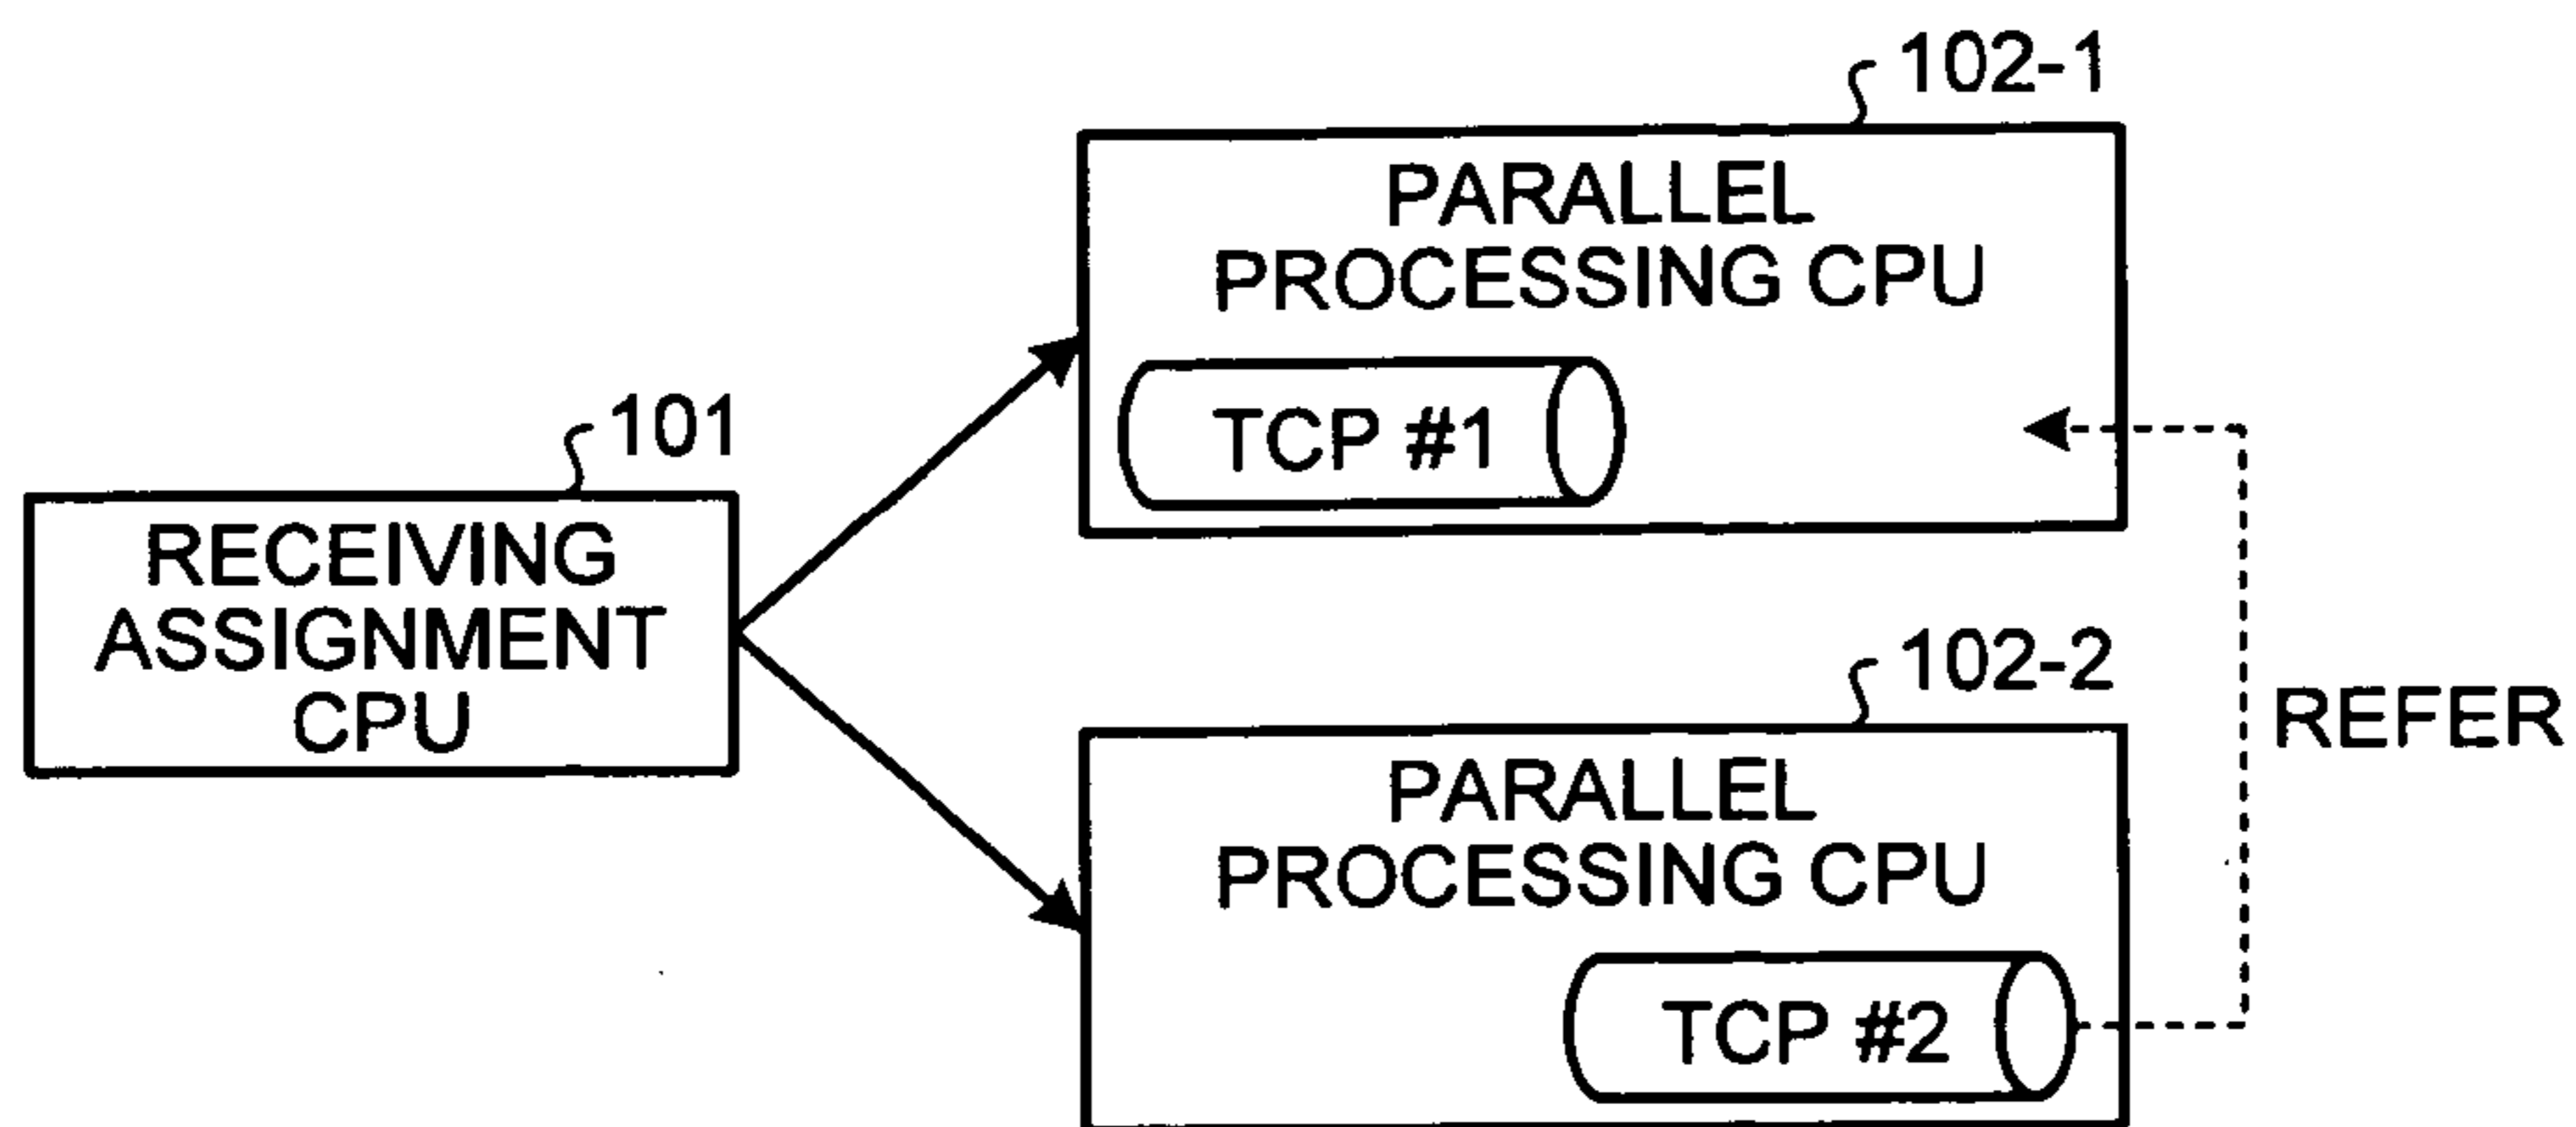 102-1
PARALLEL
PROCESSING CPU
TCP #1
101
RECEIVING
ASSIGNMENT
CPU
102-2
PARALLEL
PROCESSING CPU
TCP #2
REFER